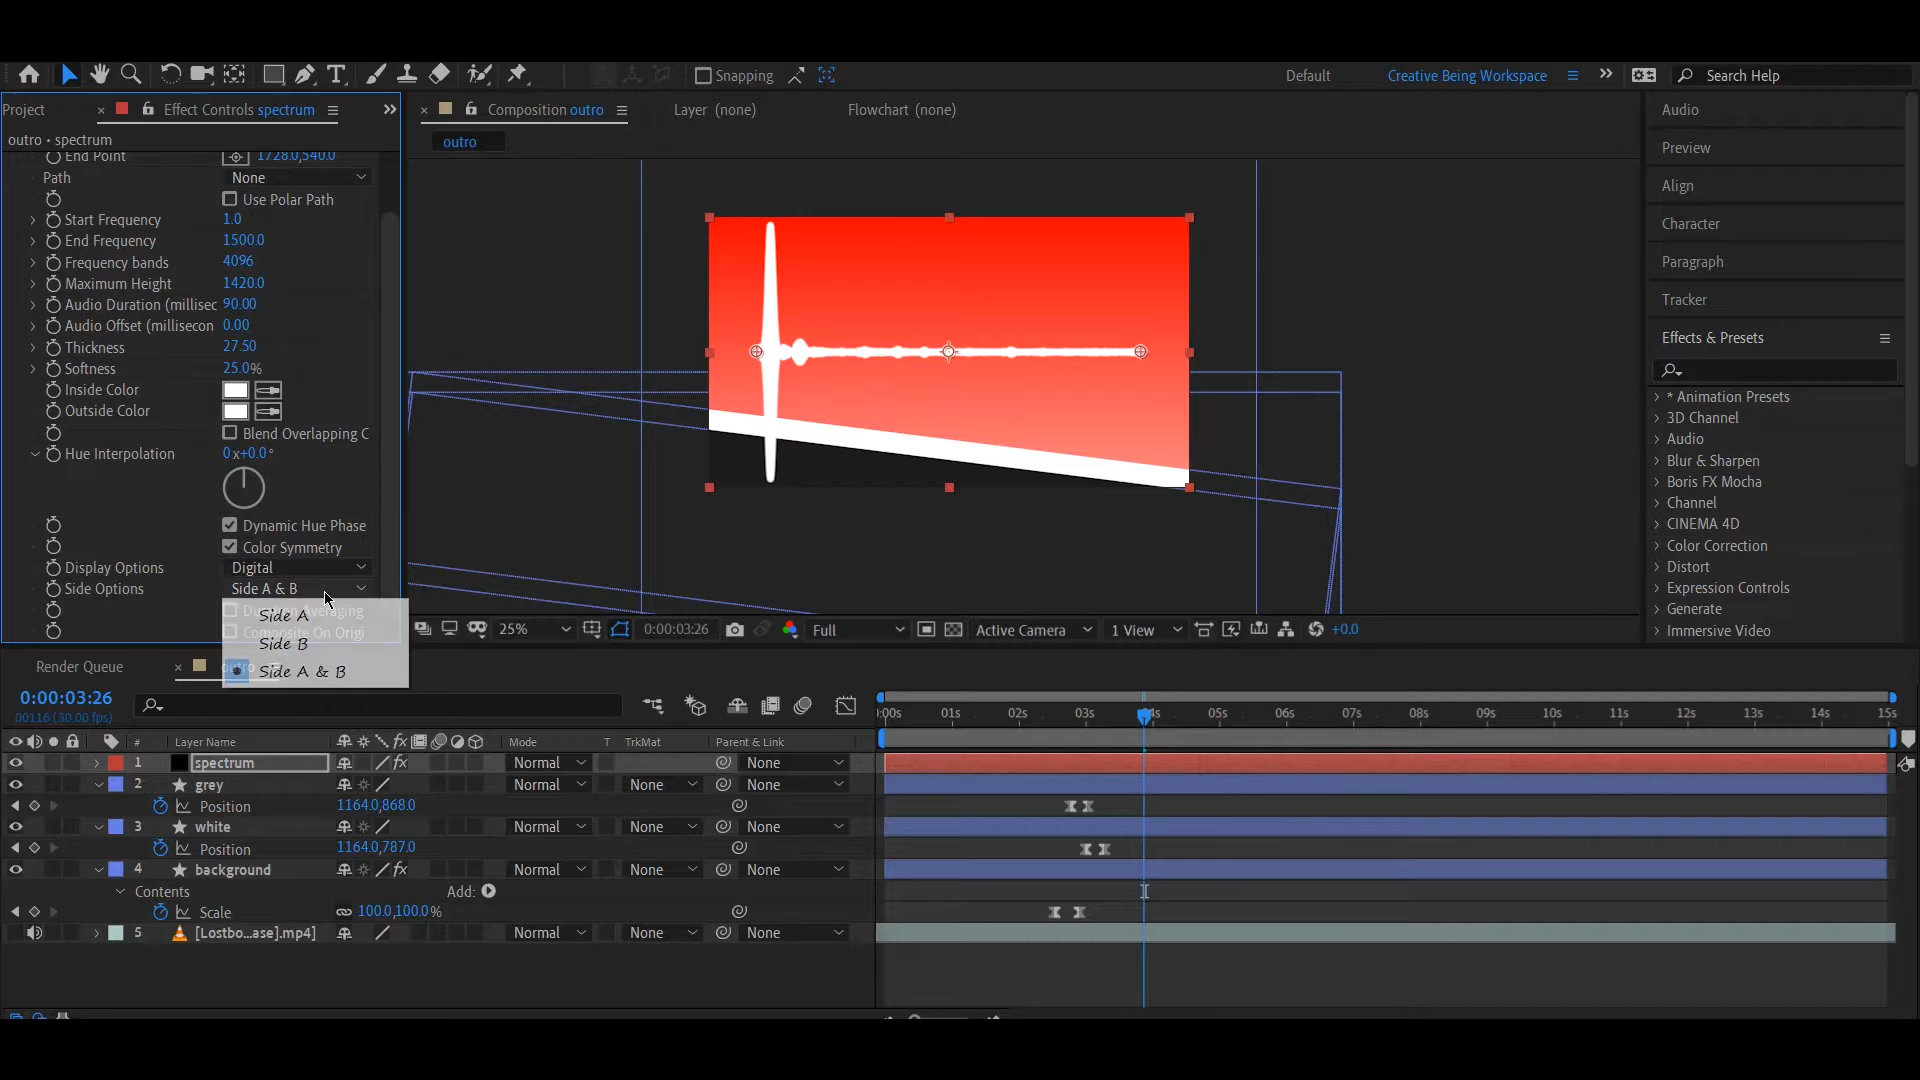 Snapping
Default
Creative Being Workspace
Search Help
Project
Effect Controls spectrum
Composition outro
Layer (none)
Flowchart (none)
Audio
outro • spectrum
outro
Preview
End Point 1728.0,540.0
Path None
Use Polar Path
Align
Start Frequency 1.0
Character
End Frequency 1500.0
Frequency bands 4096
Paragraph
Maximum Height 1420.0
Audio Duration (millisec 90.00
Tracker
Audio Offset (millisecon 0.00
Thickness 27.50
Effects & Presets
Softness 25.0%
Inside Color
* Animation Presets
Outside Color
3D Channel
Blend Overlapping C
Audio
Hue Interpolation 0 x+0.0°
Blur & Sharpen
Boris FX Mocha
Channel
Dynamic Hue Phase
CINEMA 4D
Color Symmetry
Color Correction
Display Options Digital
Distort
Side Options Side A & B
Expression Controls
Duration Averaging
Side A
Generate
Composite On Origi
Side B
25%
0:00:03:26
Full
Active Camera
1 View
+0.0
Immersive Video
Render Queue
outro
Side A & B
0:00:03:26
00116 (30.00 fps)
:00s 01s 02s 03s 04s 05s 06s 07s 08s 09s 10s 11s 12s 13s 14s 15s
# Layer Name Mode T TrkMat Parent & Link
1 spectrum Normal None
2 grey Normal None None
Position 1164.0,868.0
3 white Normal None None
Position 1164.0,787.0
4 background Normal None None
Contents Add:
Scale 100.0,100.0%
5 [Lostbo...ase].mp4] Normal None None